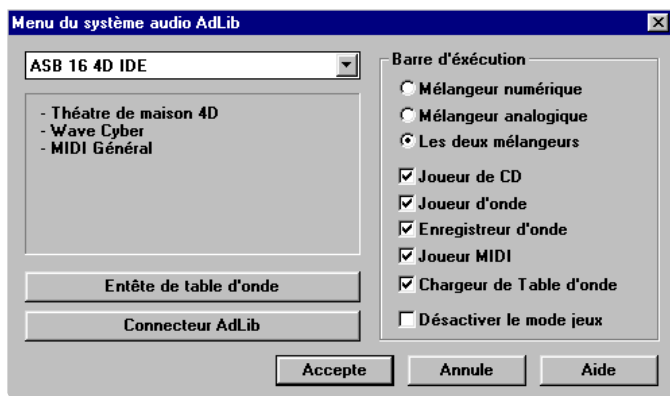 Menu du système audio AdLib
ASB 16 4D IDE
- Théatre de maison 4D
- Wave Cyber
- MIDI Général
Entête de table d'onde
Connecteur AdLib
Barre d'éxécution
Mélangeur numérique
Mélangeur analogique
Les deux mélangeurs
Joueur de CD
Joueur d'onde
Enregistreur d'onde
Joueur MIDI
Chargeur de Table d'onde
Désactiver le mode jeux
Accepte
Annule
Aide